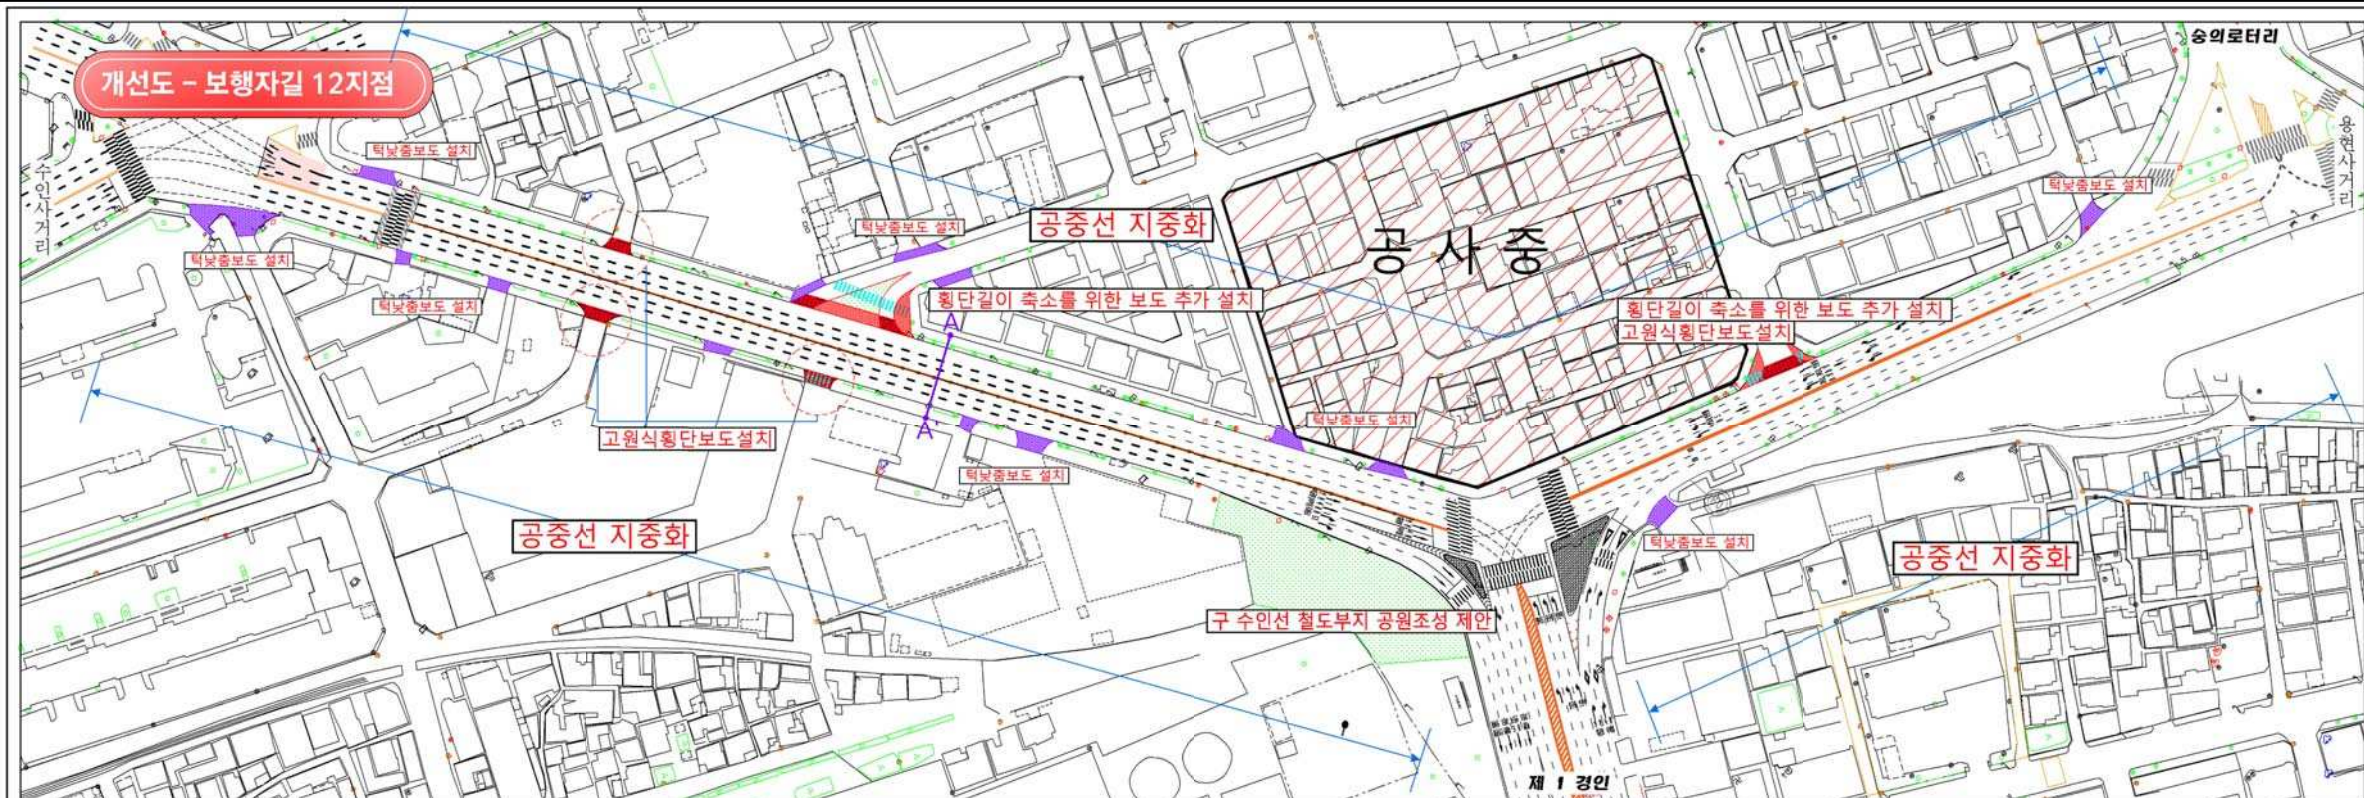 숭의로터리
개선도 – 보행자길 12지점
턱낮춤보도 설치
수인사거리
용현사거리
턱낮춤보도 설치
턱낮춤보도 설치
공중선 지중화
공사중
턱낮춤보도 설치
턱낮춤보도 설치
횡단길이 축소를 위한 보도 추가 설치
횡단길이 축소를 위한 보도 추가 설치
고원식횡단보도설치
A
A
턱낮춤보도 설치
고원식횡단보도설치
턱낮춤보도 설치
공중선 지중화
턱낮춤보도 설치
공중선 지중화
구 수인선 철도부지 공원조성 제안
제 1 경인